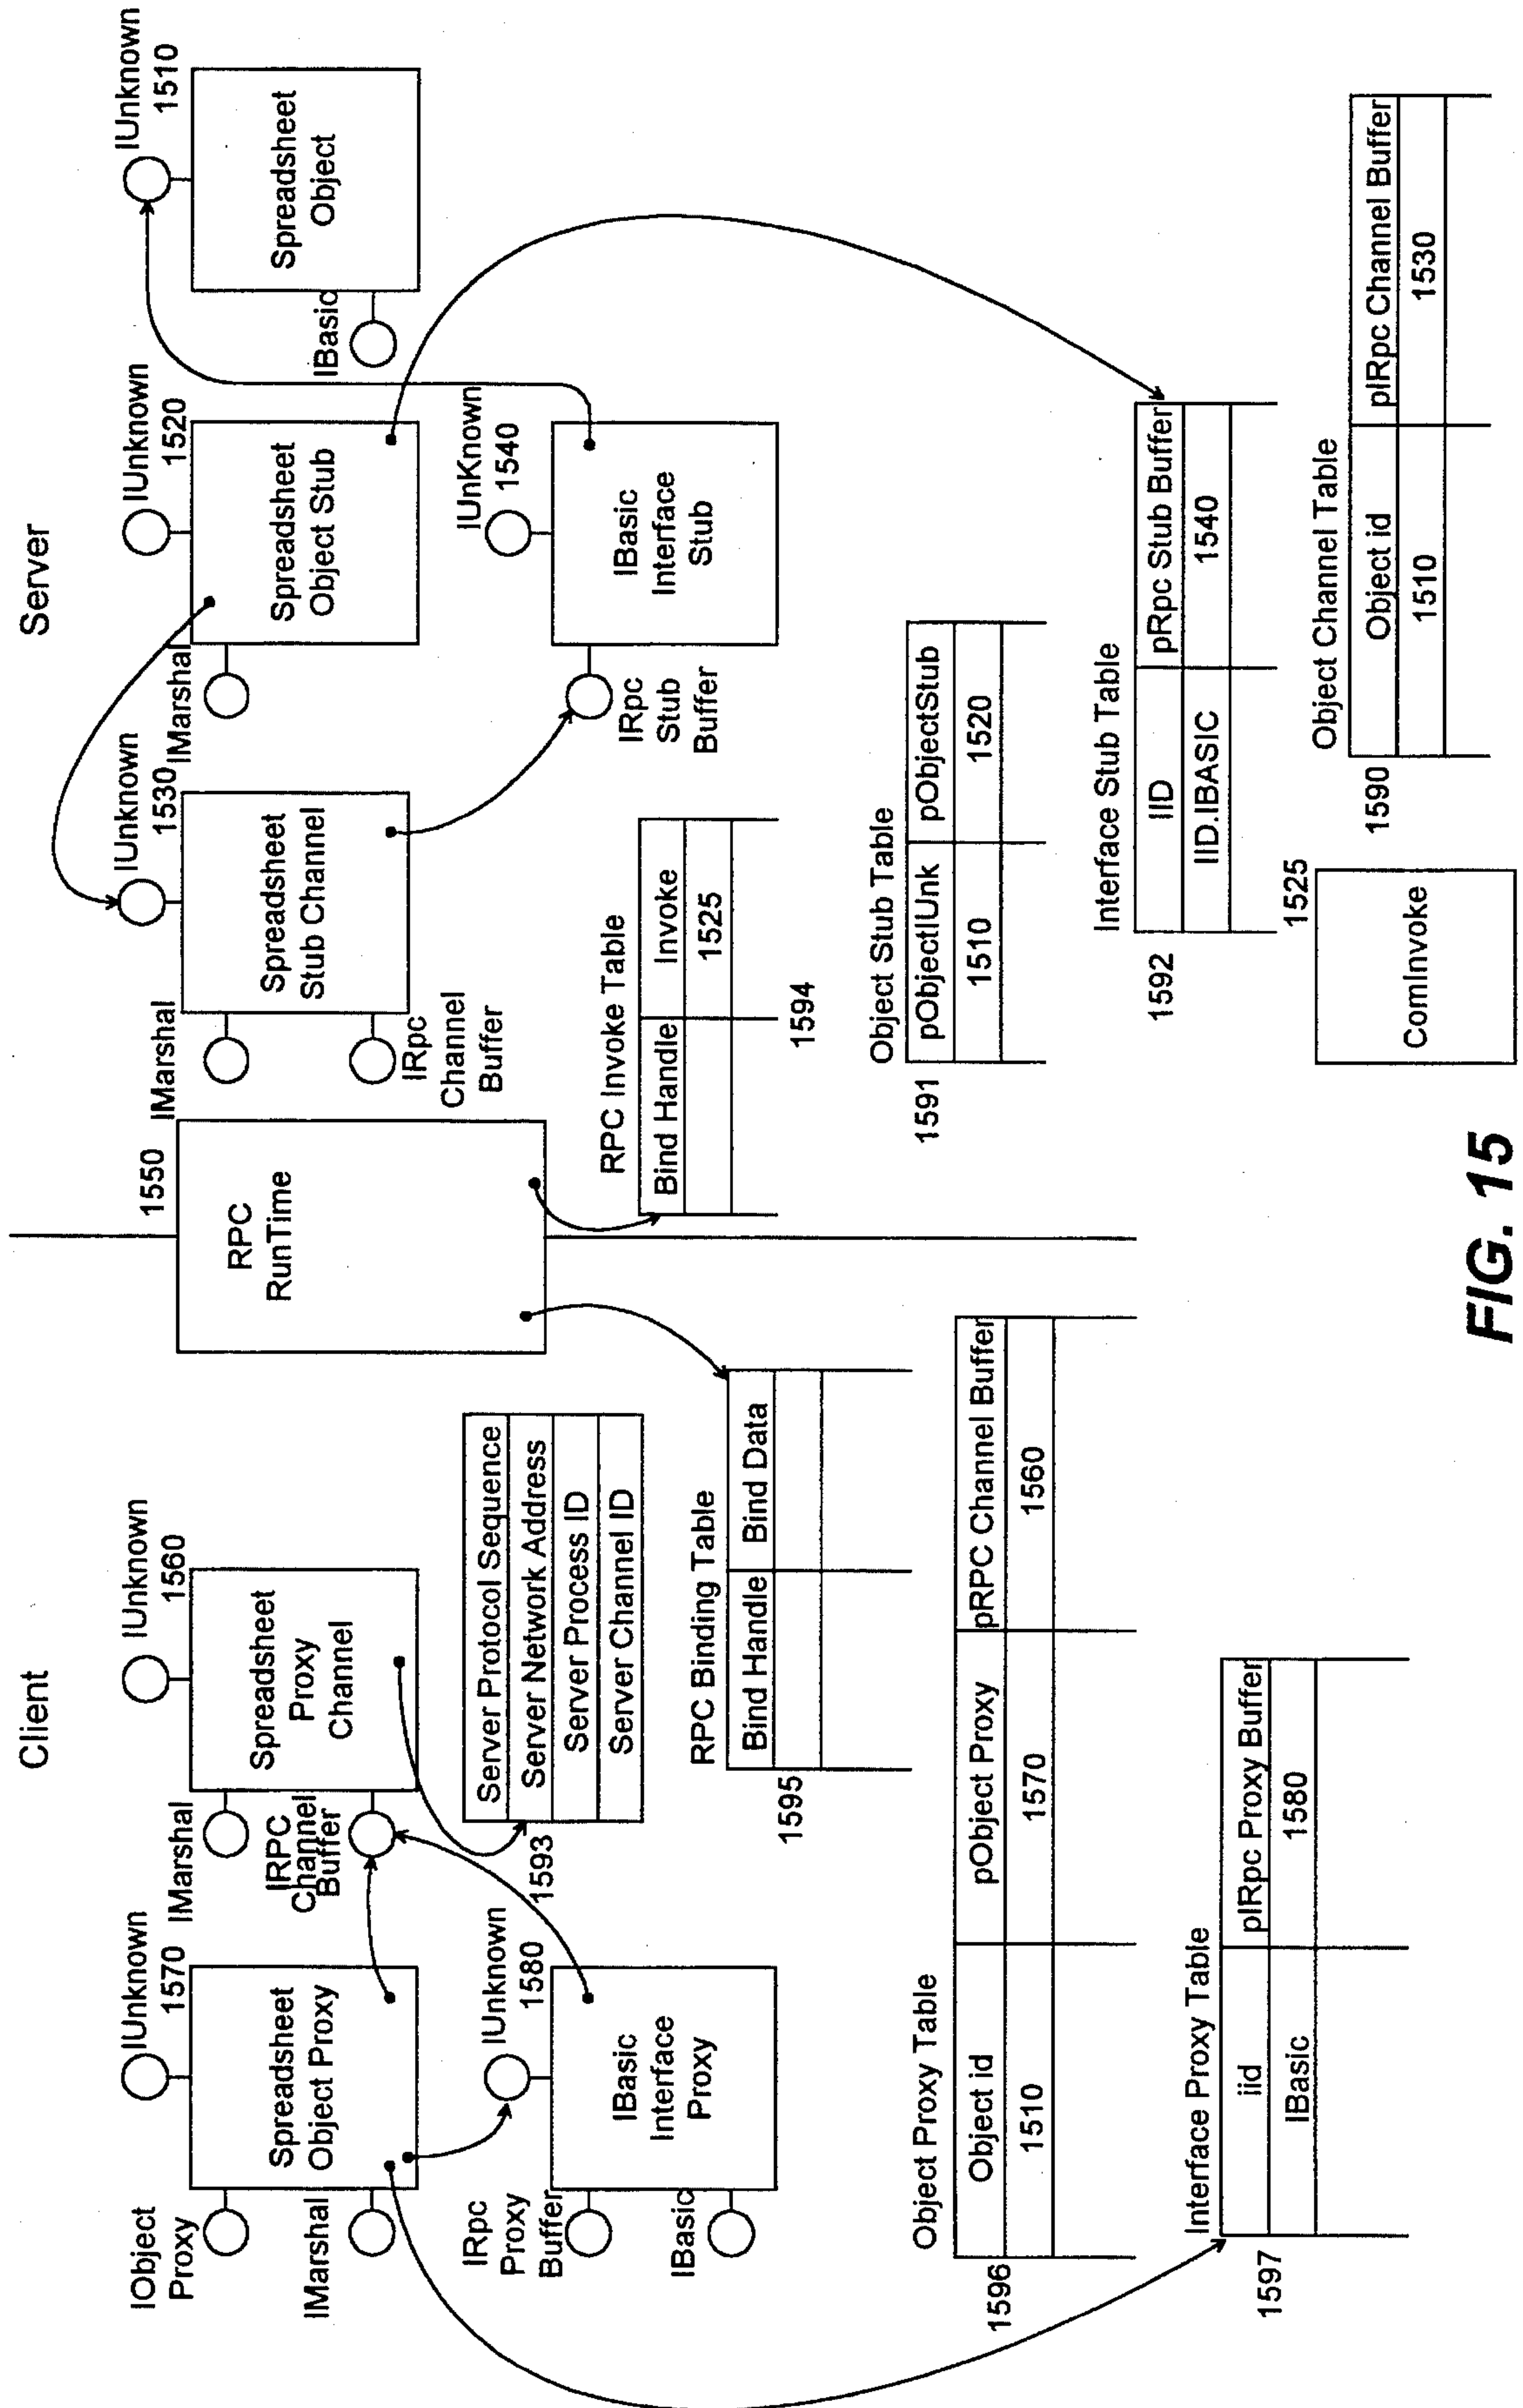 Client
Server
IUnknown
1570
IObject
Proxy
Spreadsheet
Object Proxy
IMarshal
IUnknown
1580
IRpc
Proxy
Buffer
IBasic
Interface
Proxy
IBasic
IUnknown
1560
IMarshal
Spreadsheet
Proxy
Channel
IRPC
Channel
Buffer
1593
Server Protocol Sequence
Server Network Address
Server Process ID
Server Channel ID
RPC Binding Table
1595
Bind Handle
Bind Data
Object Proxy Table
1596
Object id
pObject Proxy
pRPC Channel Buffer
1510
1570
1560
Interface Proxy Table
1597
iid
pIRpc Proxy Buffer
IBasic
1580
1550
RPC
RunTime
IUnknown
1530
IMarshal
Spreadsheet
Stub Channel
IRpc
Channel
Buffer
IUnknown
1520
IMarshal
Spreadsheet
Object Stub
IUnKnown
1540
IBasic
Interface
Stub
IRpc
Stub
Buffer
IUnknown
1510
Spreadsheet
Object
IBasic
RPC Invoke Table
Bind Handle
Invoke
1525
1594
Object Stub Table
1591
pObjectIUnk
pObjectStub
1510
1520
Interface Stub Table
1592
IID
pRpc Stub Buffer
IID.IBASIC
1540
1525
ComInvoke
Object Channel Table
1590
Object id
pIRpc Channel Buffer
1510
1530
FIG. 15